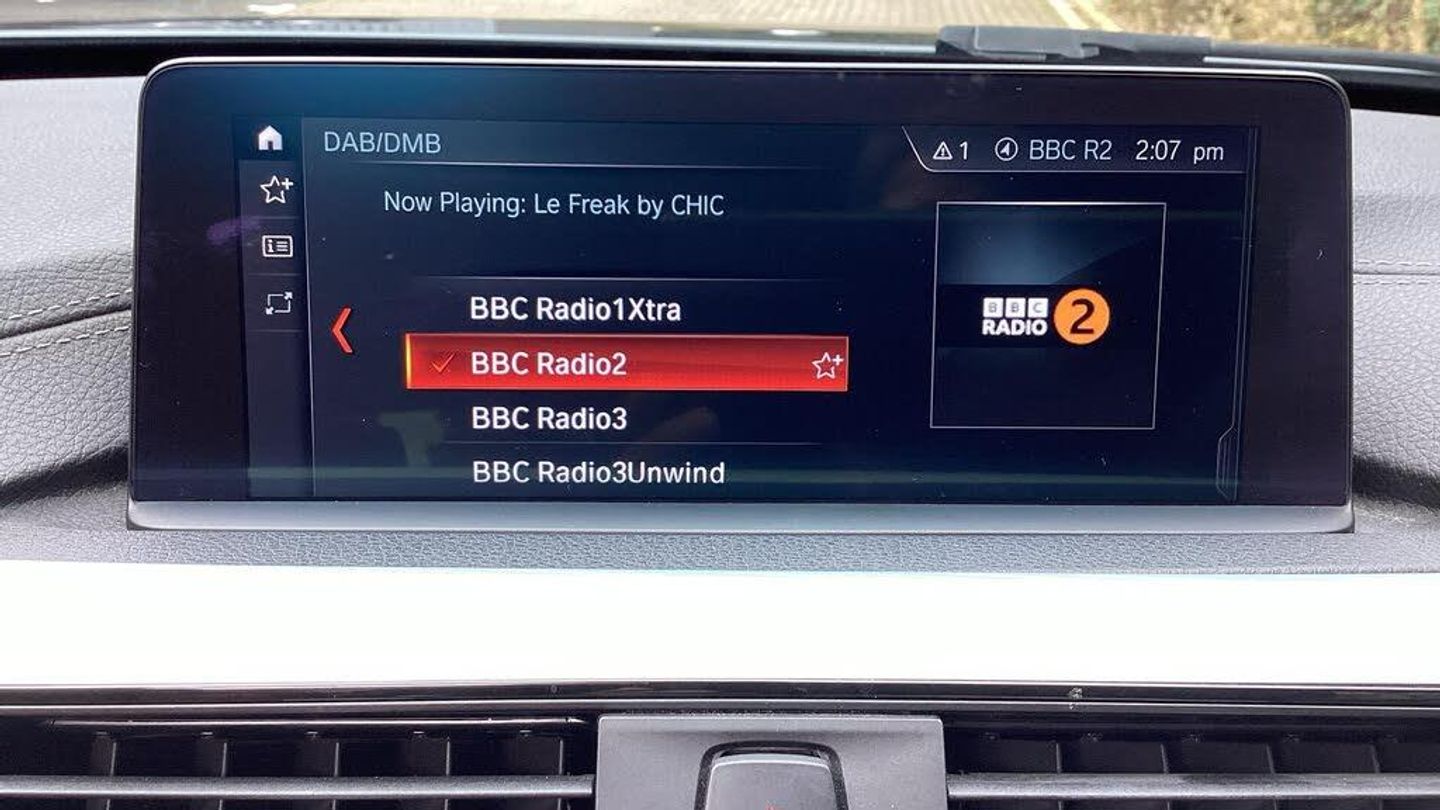 DAB/DMB
1 BBC R2 2:07 pm
Now Playing: Le Freak by CHIC
BBC Radio1Xtra
BBC Radio2
BBC Radio3
BBC Radio3Unwind
BBC
RADIO 2